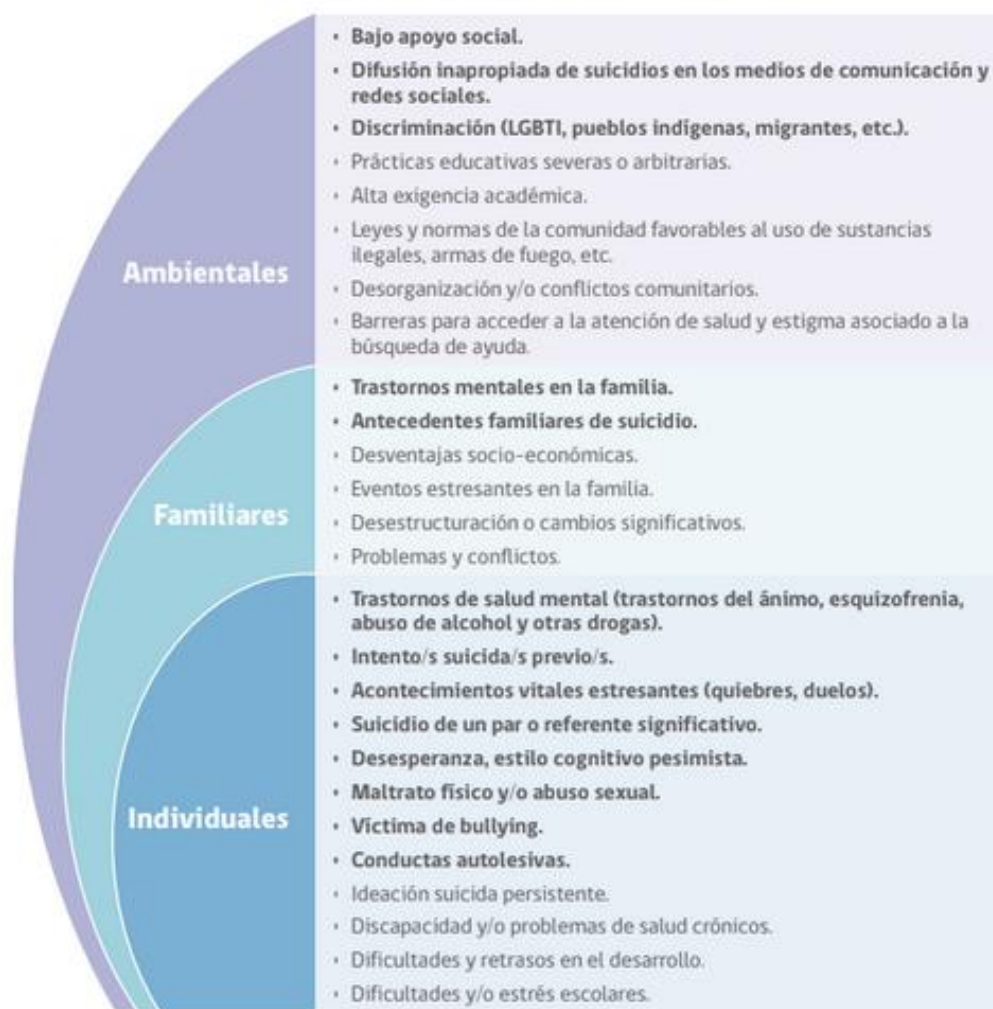 Ambientales
• Bajo apoyo social.
• Difusión inapropiada de suicidios en los medios de comunicación y
redes sociales.
• Discriminación (LGBTI, pueblos indígenas, migrantes, etc.).
• Prácticas educativas severas o arbitrarias.
• Alta exigencia académica.
• Leyes y normas de la comunidad favorables al uso de sustancias
ilegales, armas de fuego, etc.
• Desorganización y/o conflictos comunitarios.
• Barreras para acceder a la atención de salud y estigma asociado a la
búsqueda de ayuda.
Familiares
• Trastornos mentales en la familia.
• Antecedentes familiares de suicidio.
• Desventajas socio-económicas.
• Eventos estresantes en la familia.
• Desestructuración o cambios significativos.
• Problemas y conflictos.
Individuales
• Trastornos de salud mental (trastornos del ánimo, esquizofrenia,
abuso de alcohol y otras drogas).
• Intento/s suicida/s previo/s.
• Acontecimientos vitales estresantes (quiebres, duelos).
• Suicidio de un par o referente significativo.
• Desesperanza, estilo cognitivo pesimista.
• Maltrato físico y/o abuso sexual.
• Víctima de bullying.
• Conductas autolesivas.
• Ideación suicida persistente.
• Discapacidad y/o problemas de salud crónicos.
• Dificultades y retrasos en el desarrollo.
• Dificultades y/o estrés escolares.